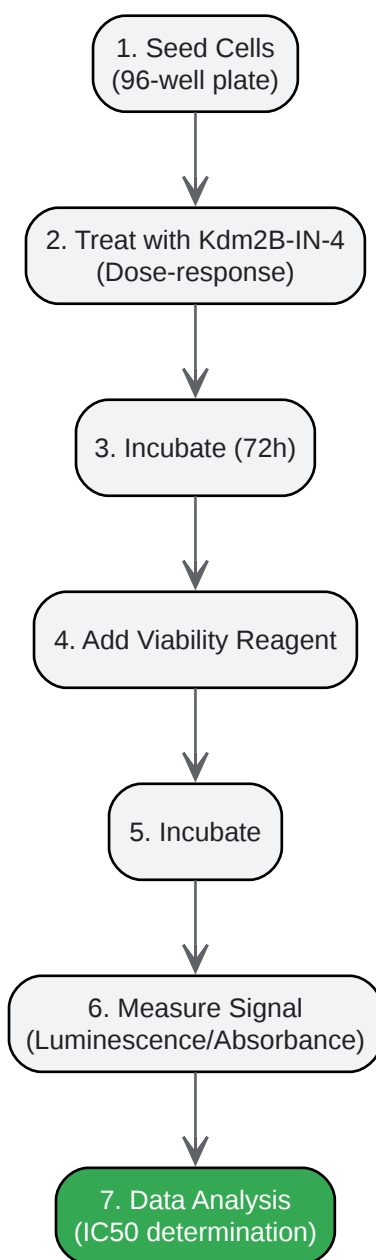 1. Seed Cells
(96-well plate)
2. Treat with Kdm2B-IN-4
(Dose-response)
3. Incubate (72h)
4. Add Viability Reagent
5. Incubate
6. Measure Signal
(Luminescence/Absorbance)
7. Data Analysis
(IC50 determination)